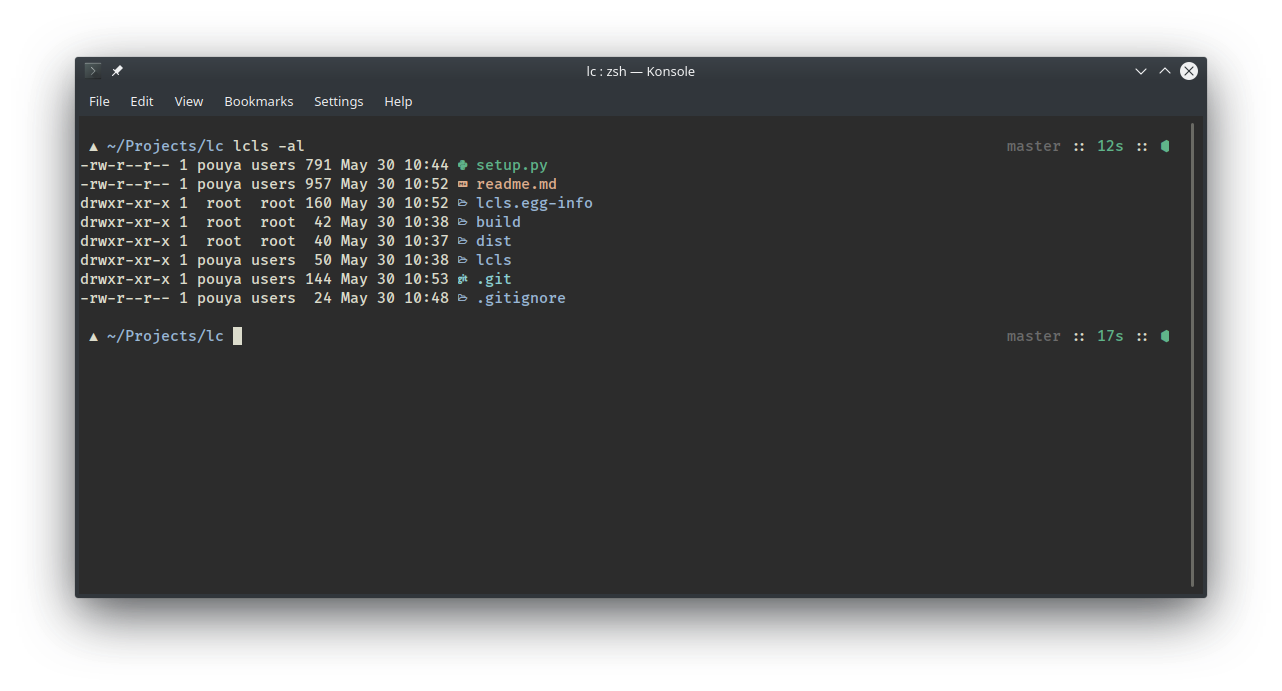 lc : zsh — Konsole
File Edit View Bookmarks Settings Help
▲ ~/Projects/lc lcls -al master :: 12s ::
-rw-r--r-- 1 pouya users 791 May 30 10:44 setup.py
-rw-r--r-- 1 pouya users 957 May 30 10:52 readme.md
drwxr-xr-x 1 root root 160 May 30 10:52 lcls.egg-info
drwxr-xr-x 1 root root 42 May 30 10:38 build
drwxr-xr-x 1 root root 40 May 30 10:37 dist
drwxr-xr-x 1 pouya users 50 May 30 10:38 lcls
drwxr-xr-x 1 pouya users 144 May 30 10:53 git .git
-rw-r--r-- 1 pouya users 24 May 30 10:48 .gitignore
▲ ~/Projects/lc master :: 17s ::